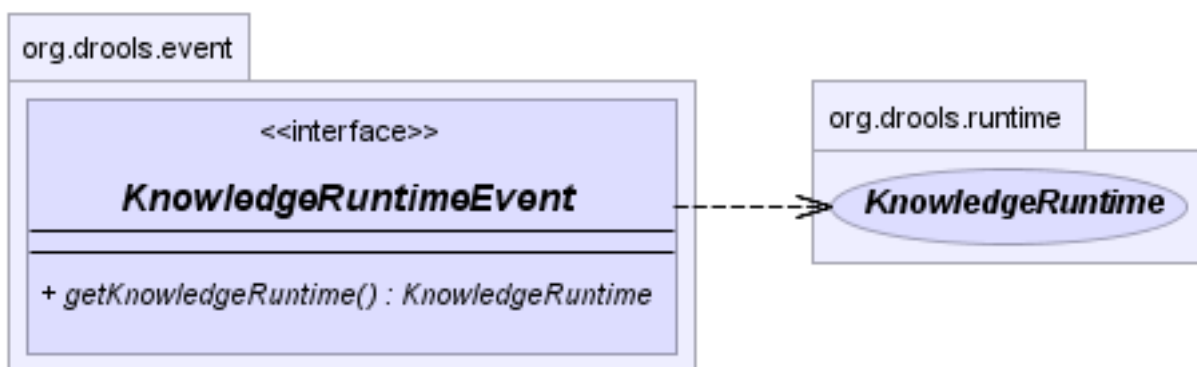 org.drools.event
<<interface>>
KnowledgeRuntimeEvent
+ getKnowledgeRuntime() : KnowledgeRuntime
org.drools.runtime
KnowledgeRuntime